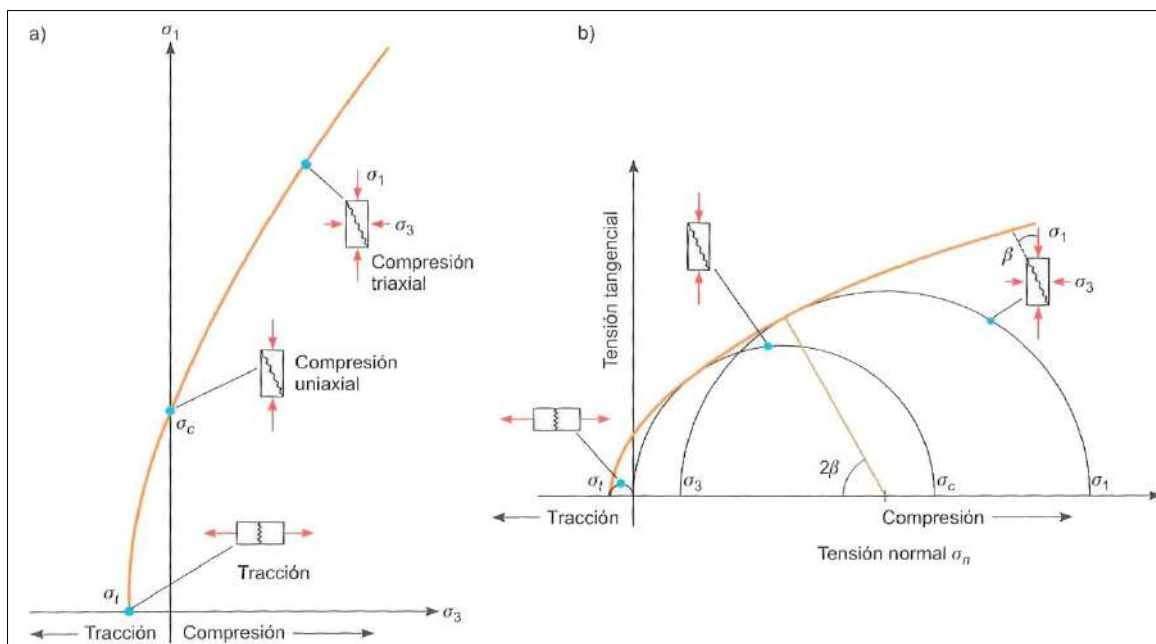 a)
σ₁
σ₁
σ₃
Compresión
triaxial
Compresión
uniaxial
σc
Tracción
σt
σ₃
Tracción
Compresión
b)
Tensión tangencial
σ₁
β
σ₃
2β
σt
σ₃
σc
σ₁
Tracción
Compresión
Tensión normal σn